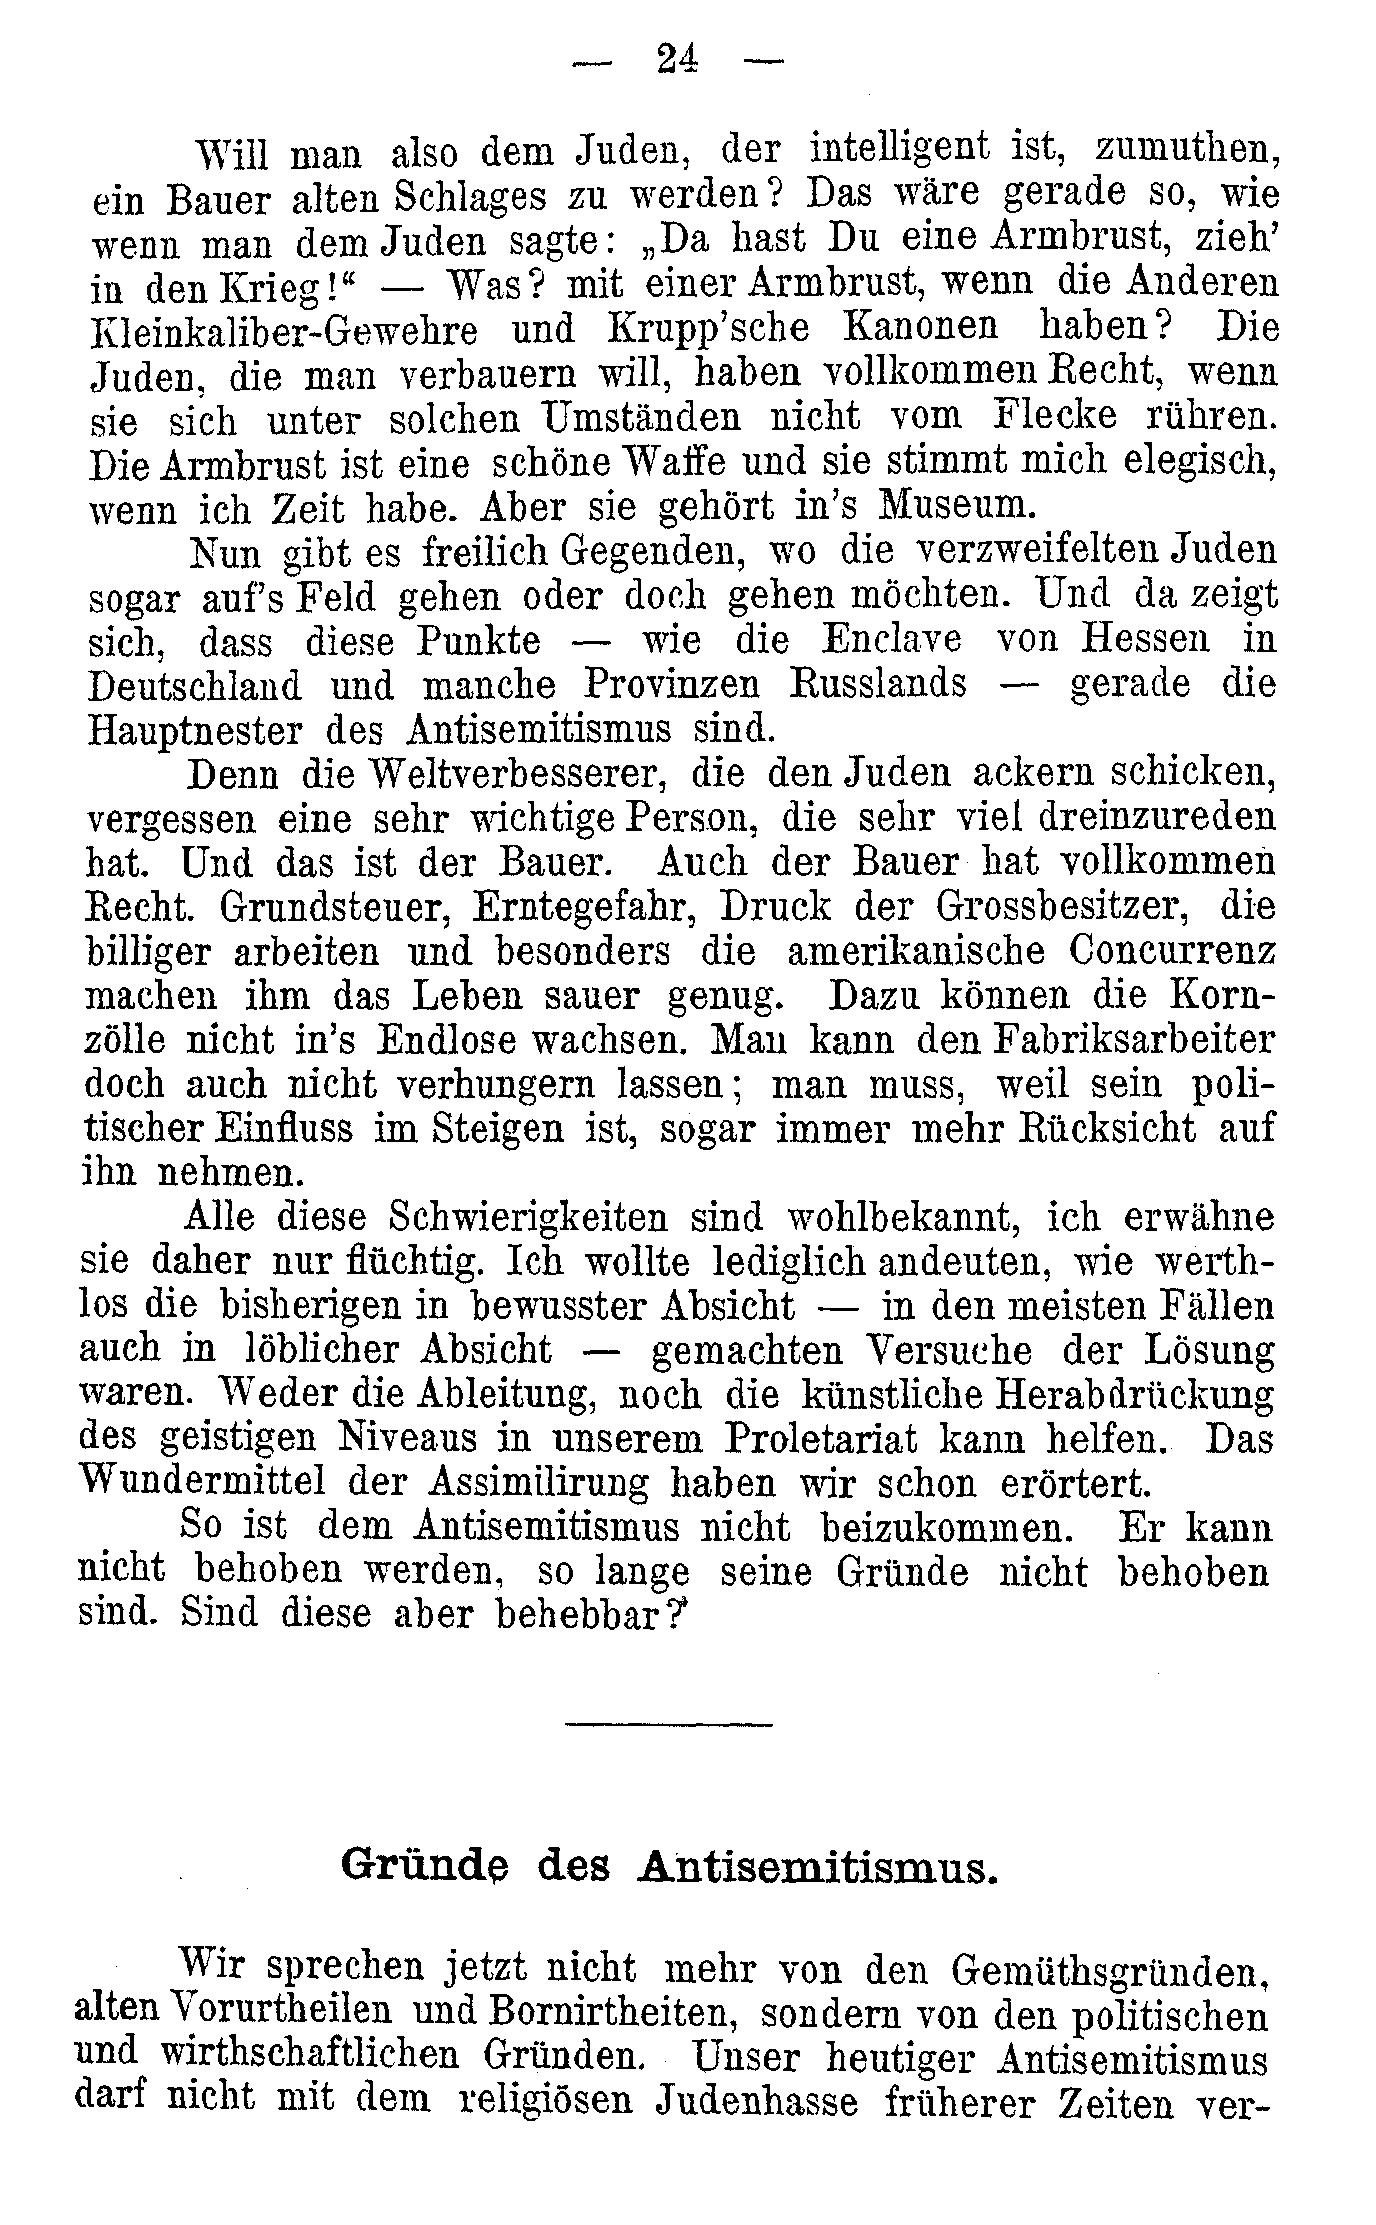 — 24 —
Will man also dem Juden, der intelligent ist, zumuthen,
ein Bauer alten Schlages zu werden? Das wäre gerade so, wie
wenn man dem Juden sagte: „Da hast Du eine Armbrust, zieh'
in den Krieg!“ — Was? mit einer Armbrust, wenn die Anderen
Kleinkaliber-Gewehre und Krupp'sche Kanonen haben? Die
Juden, die man verbauern will, haben vollkommen Recht, wenn
sie sich unter solchen Umständen nicht vom Flecke rühren.
Die Armbrust ist eine schöne Waffe und sie stimmt mich elegisch,
wenn ich Zeit habe. Aber sie gehört in's Museum.
Nun gibt es freilich Gegenden, wo die verzweifelten Juden
sogar auf's Feld gehen oder doch gehen möchten. Und da zeigt
sich, dass diese Punkte — wie die Enclave von Hessen in
Deutschland und manche Provinzen Russlands — gerade die
Hauptnester des Antisemitismus sind.
Denn die Weltverbesserer, die den Juden ackern schicken,
vergessen eine sehr wichtige Person, die sehr viel dreinzureden
hat. Und das ist der Bauer. Auch der Bauer hat vollkommen
Recht. Grundsteuer, Erntegefahr, Druck der Grossbesitzer, die
billiger arbeiten und besonders die amerikanische Concurrenz
machen ihm das Leben sauer genug. Dazu können die Korn-
zölle nicht in's Endlose wachsen. Man kann den Fabriksarbeiter
doch auch nicht verhungern lassen; man muss, weil sein poli-
tischer Einfluss im Steigen ist, sogar immer mehr Rücksicht auf
ihn nehmen.
Alle diese Schwierigkeiten sind wohlbekannt, ich erwähne
sie daher nur flüchtig. Ich wollte lediglich andeuten, wie werth-
los die bisherigen in bewusster Absicht — in den meisten Fällen
auch in löblicher Absicht — gemachten Versuche der Lösung
waren. Weder die Ableitung, noch die künstliche Herabdrückung
des geistigen Niveaus in unserem Proletariat kann helfen. Das
Wundermittel der Assimilirung haben wir schon erörtert.
So ist dem Antisemitismus nicht beizukommen. Er kann
nicht behoben werden, so lange seine Gründe nicht behoben
sind. Sind diese aber behebbar?
Gründe des Antisemitismus.
Wir sprechen jetzt nicht mehr von den Gemüthsgründen,
alten Vorurtheilen und Bornirtheiten, sondern von den politischen
und wirthschaftlichen Gründen. Unser heutiger Antisemitismus
darf nicht mit dem religiösen Judenhasse früherer Zeiten ver-